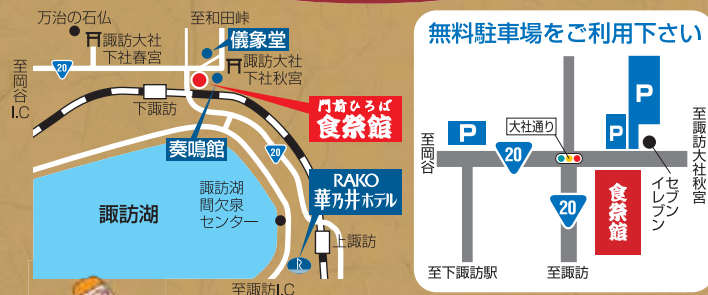 万治の石仏
至和田峠
儀象堂
諏訪大社
下社春宮
諏訪大社
下社秋宮
至岡谷
I.C
20
下諏訪
門前ひろば
食祭館
奏鳴館
20
RAKO
華乃井ホテル
諏訪湖
諏訪湖
間欠泉
センター
上諏訪
R
至諏訪I.C
無料駐車場をご利用下さい
P
P
P
大社通り
至岡谷
20
至諏訪大社秋宮
セブン
イレブン
食祭館
20
至下諏訪駅
至諏訪